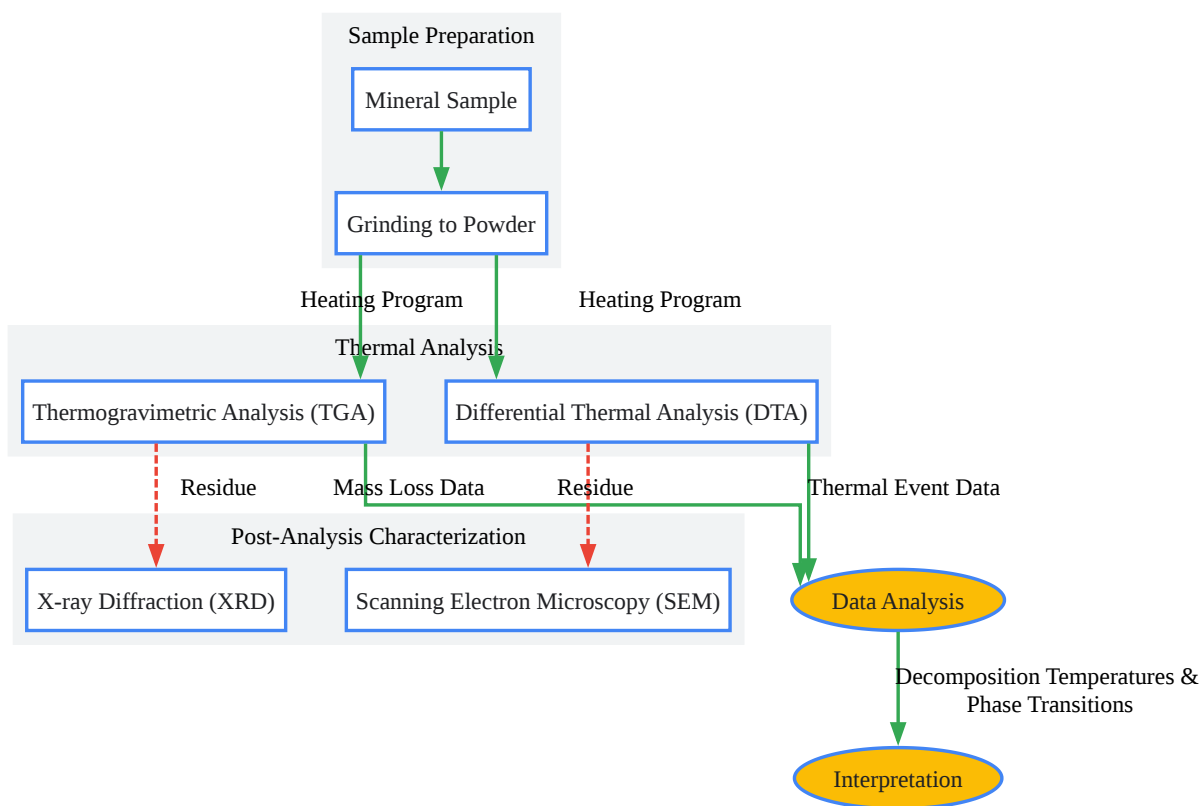 Sample Preparation
Mineral Sample
Grinding to Powder
Heating Program
Heating Program
Thermal Analysis
Thermogravimetric Analysis (TGA)
Differential Thermal Analysis (DTA)
Residue
Mass Loss Data
Residue
Thermal Event Data
Post-Analysis Characterization
X-ray Diffraction (XRD)
Scanning Electron Microscopy (SEM)
Data Analysis
Decomposition Temperatures &
Phase Transitions
Interpretation